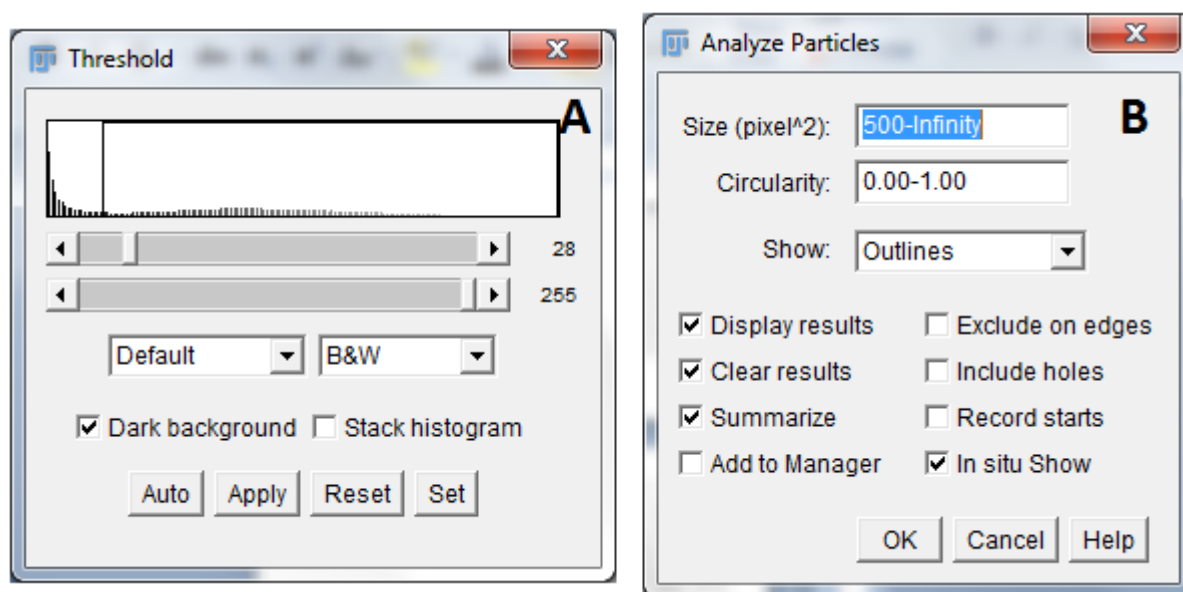 Threshold
A
28
255
Default B&W
Dark background Stack histogram
Auto Apply Reset Set
Analyze Particles
B
Size (pixel^2): 500-Infinity
Circularity: 0.00-1.00
Show: Outlines
Display results Exclude on edges
Clear results Include holes
Summarize Record starts
Add to Manager In situ Show
OK Cancel Help